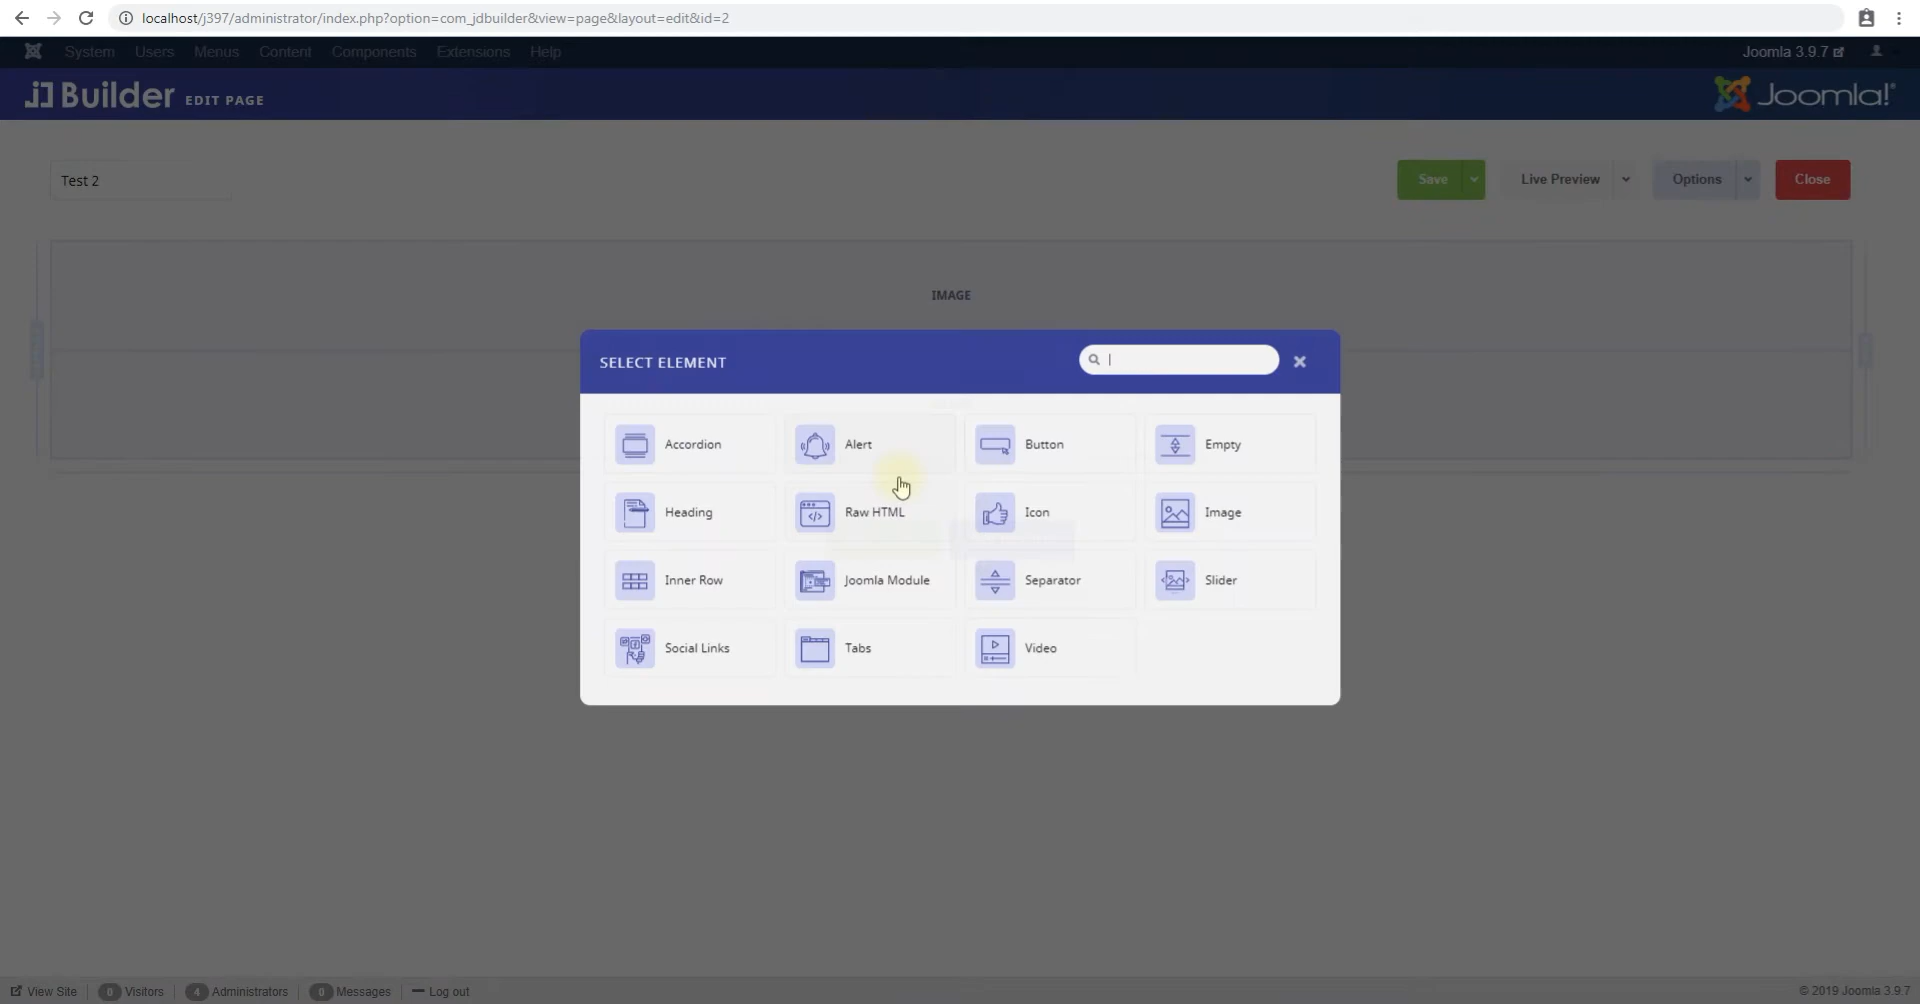 localhost/j397/administrator/index.php?option=com_jdbuilder&view=page&layout=edit&id=2
System Users Menus Content Components Extensions Help Joomla 3.9.7
Builder EDIT PAGE Joomla!®
Test 2 Save Live Preview Options Close
IMAGE
SELECT ELEMENT
Accordion Alert Button Empty
Heading Raw HTML Icon Image
Inner Row Joomla Module Separator Slider
Social Links Tabs Video
View Site 0 Visitors 4 Administrators 0 Messages Log out © 2019 Joomla 3.9.7